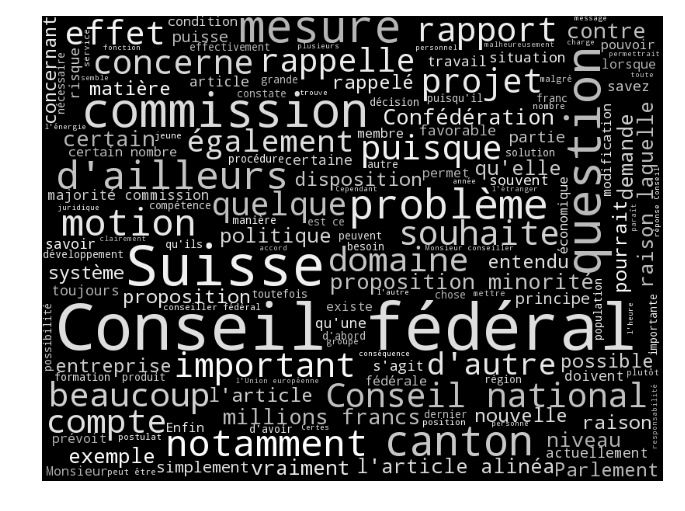 message
condition
effet
puisse
mesure
rapport
contre
fonction
effectivement
plusieurs
personnel
malheureusement
charge
pouvoir
permettrait
concernant
nécessaire
risque
service
concerne
rappelle
travail
situation
lorsque
semble
matière
article
grande
rappelé
projet
malgré
toute
constate
trouve
décision
puisqu'il
franc
nombre
savez
commission
Confédération
question
l'énergie
certain
jeune
également
membre
favorable
partie
modification
demande
raison laquelle
certain nombre
procédure
certaine
autre
puisque
solution
d'ailleurs
disposition
permet
qu'elle
Cependant
année
l'étranger
souvent
majorité commission
compétence
quelque
problème
économique
pourrait
paraît
réponse Conseil
juridique
motion
manière
est ce
politique
peuvent
souhaite
clairement
savoir
qu'ils
accord
besoin
Monsieur conseiller
développement
Suisse
domaine
entendu
système
l'autre
proposition minorité
toujours
proposition
toutefois
chose
mettre
principe
population
importante
conseiller fédéral
existe
possibilité
Conseil fédéral
qu'une
d'abord
groupe
l'heure
conséquence
entreprise
important
s'agit
d'autre
possible
formation
produit
l'Union européenne
fédérale
région
doivent
plutôt
beaucoup
l'article
Conseil national
responsabilité
compte
millions francs
dernier
nouvelle
position
personne
raison
prévoit
postulat
Enfin
d'avoir
Certes
notamment
canton
niveau
exemple
actuellement
Monsieur
peut être
simplement
vraiment
l'article alinéa
Parlement